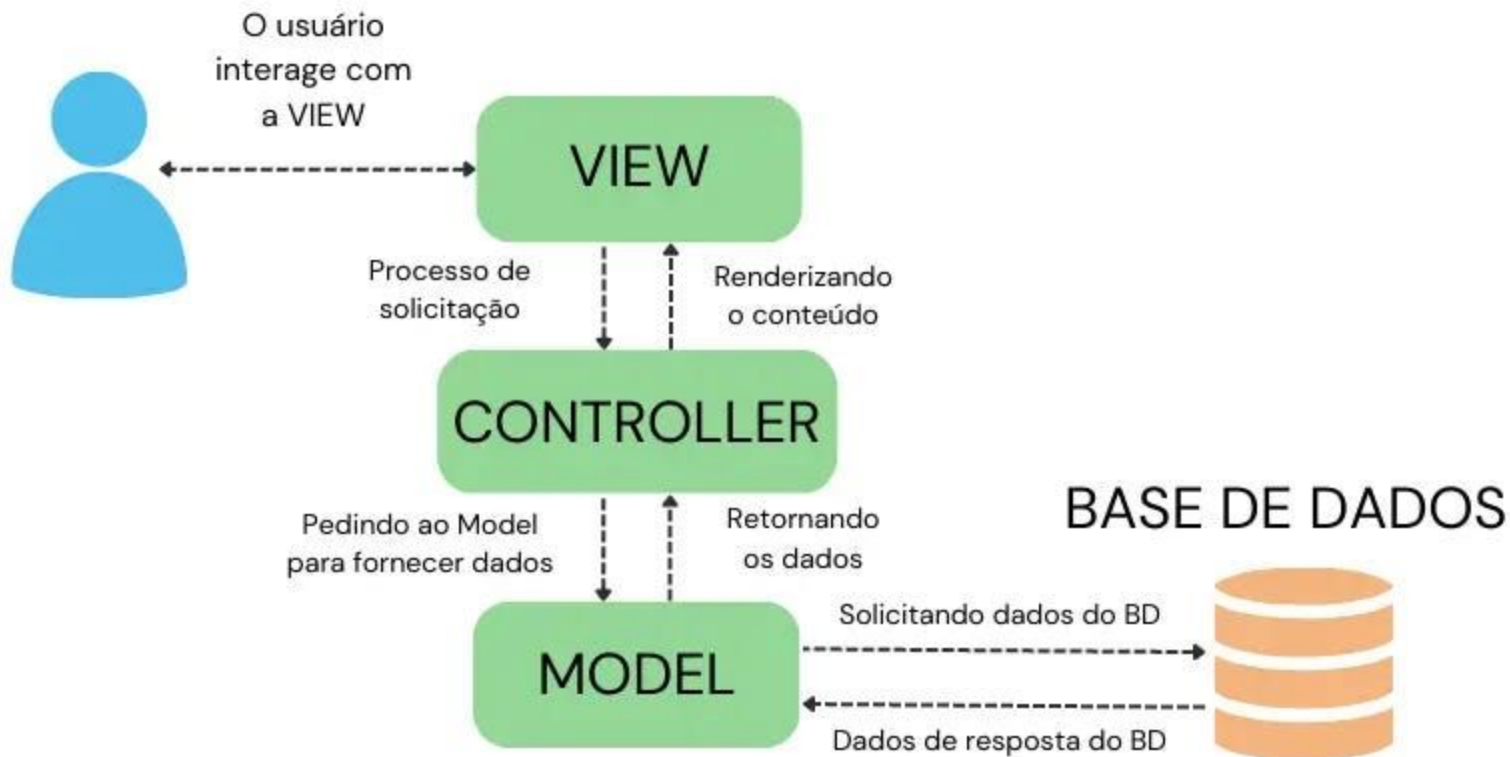 O usuário
interage com
a VIEW
VIEW
Processo de
solicitação
Renderizando
o conteúdo
CONTROLLER
Pedindo ao Model
para fornecer dados
Retornando
os dados
BASE DE DADOS
Solicitando dados do BD
MODEL
Dados de resposta do BD